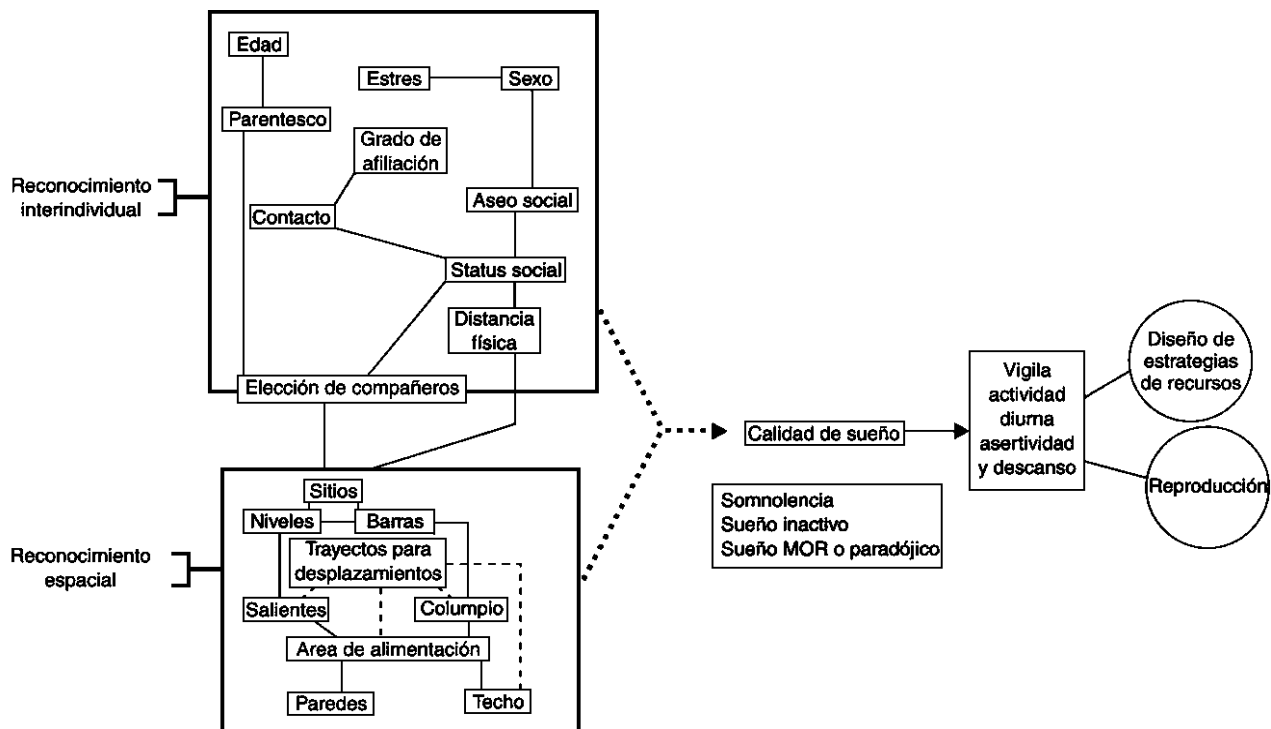 Edad
Estres
Sexo
Parentesco
Grado de
afiliación
Reconocimiento
interindividual
Contacto
Aseo social
Status social
Distancia
física
Elección de compañeros
Diseño de
estrategias
de recursos
Vigila
actividad
diurna
asertividad
y descanso
Calidad de sueño
Reproducción
Somnolencia
Sueño inactivo
Sueño MOR o paradójico
Reconocimiento
espacial
Sitios
Niveles
Barras
Trayectos para
desplazamientos
Salientes
Columpio
Area de alimentación
Paredes
Techo